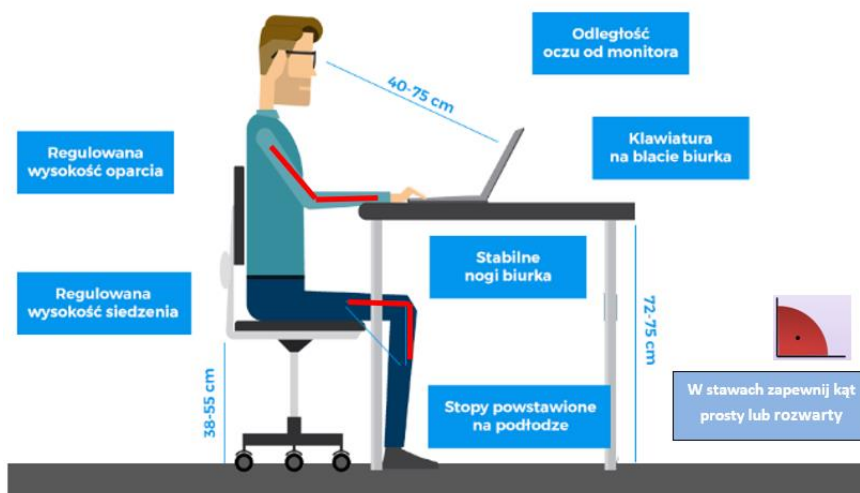 Odległość
oczu od monitora
40-75 cm
Klawiatura
na blacie biurka
Regulowana
wysokość oparcia
Stabilne
nogi biurka
Regulowana
wysokość siedzenia
72-75 cm
38-55 cm
W stawach zapewnij kąt
prosty lub rozwarty
Stopy powstawione
na podłodze